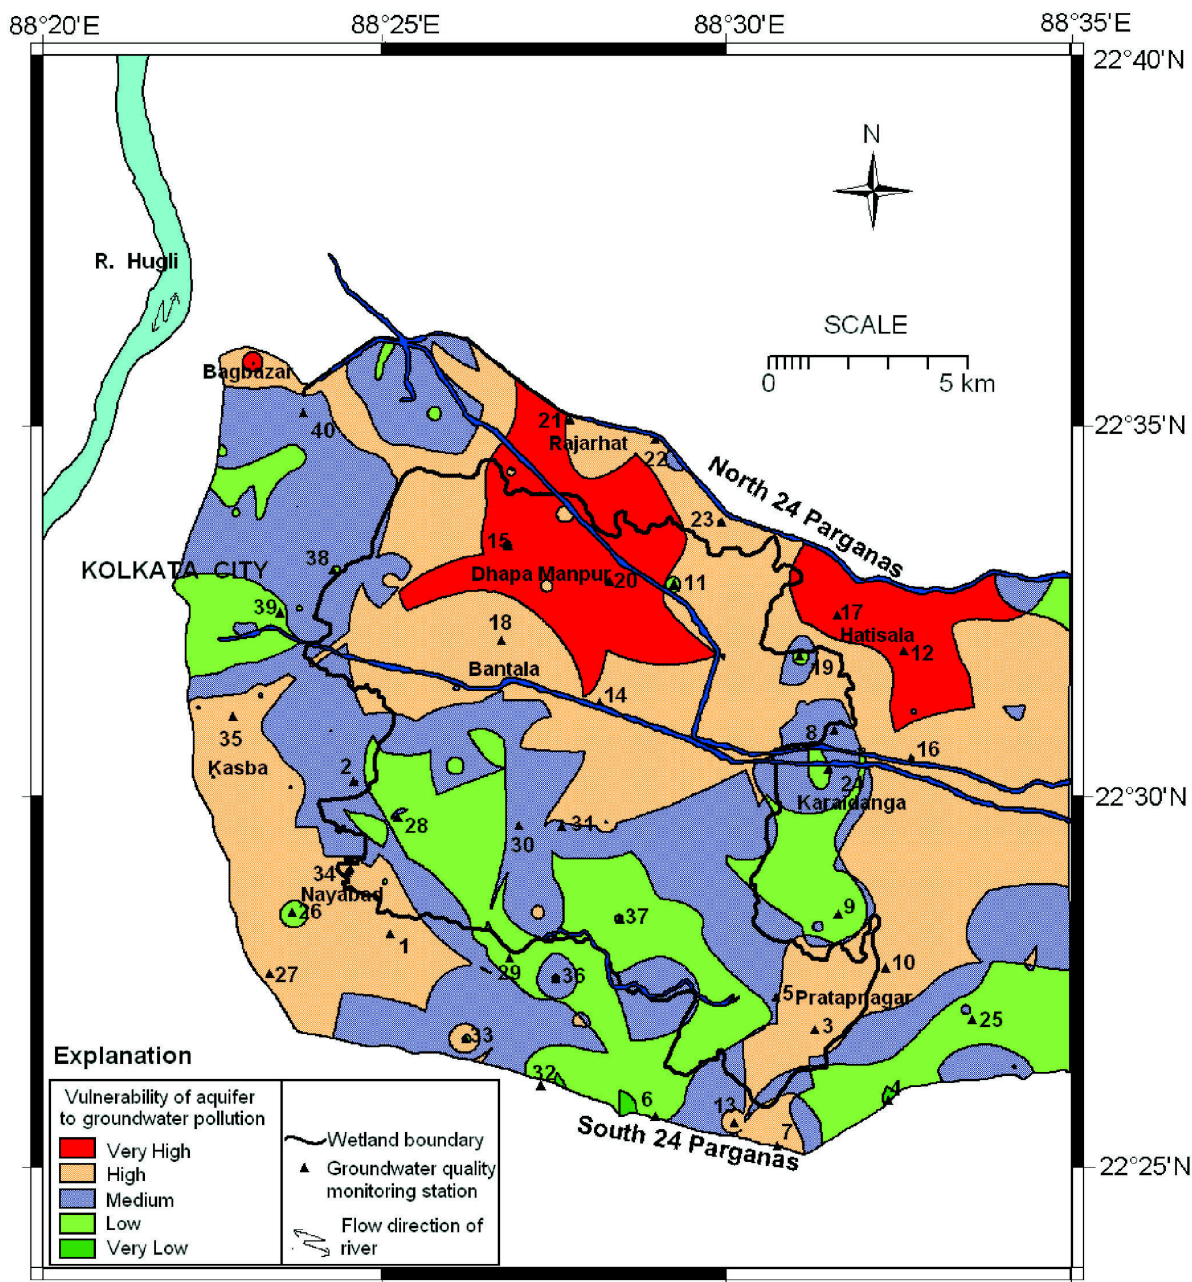 88°20'E 88°25'E 88°30'E 88°35'E
22°40'N
N
R. Hugli
SCALE
0 5 km
Bagbazar
40
21
Rajarhat
22
22°35'N
North 24 Parganas
23
15
38
KOLKATA CITY
Dhapa Manpur
20
11
39
17
18
Hatisala
12
Bantala
19
14
35
8
16
Kasba
2
24
Karaidanga
22°30'N
28
30
31
34
Nayabad
26
37
9
1
29
36
10
27
5
Pratapnagar
3
25
33
32
4
6
13
7
South 24 Parganas
22°25'N
Explanation
Vulnerability of aquifer
to groundwater pollution
Very High
High
Medium
Low
Very Low
Wetland boundary
Groundwater quality
monitoring station
Flow direction of
river